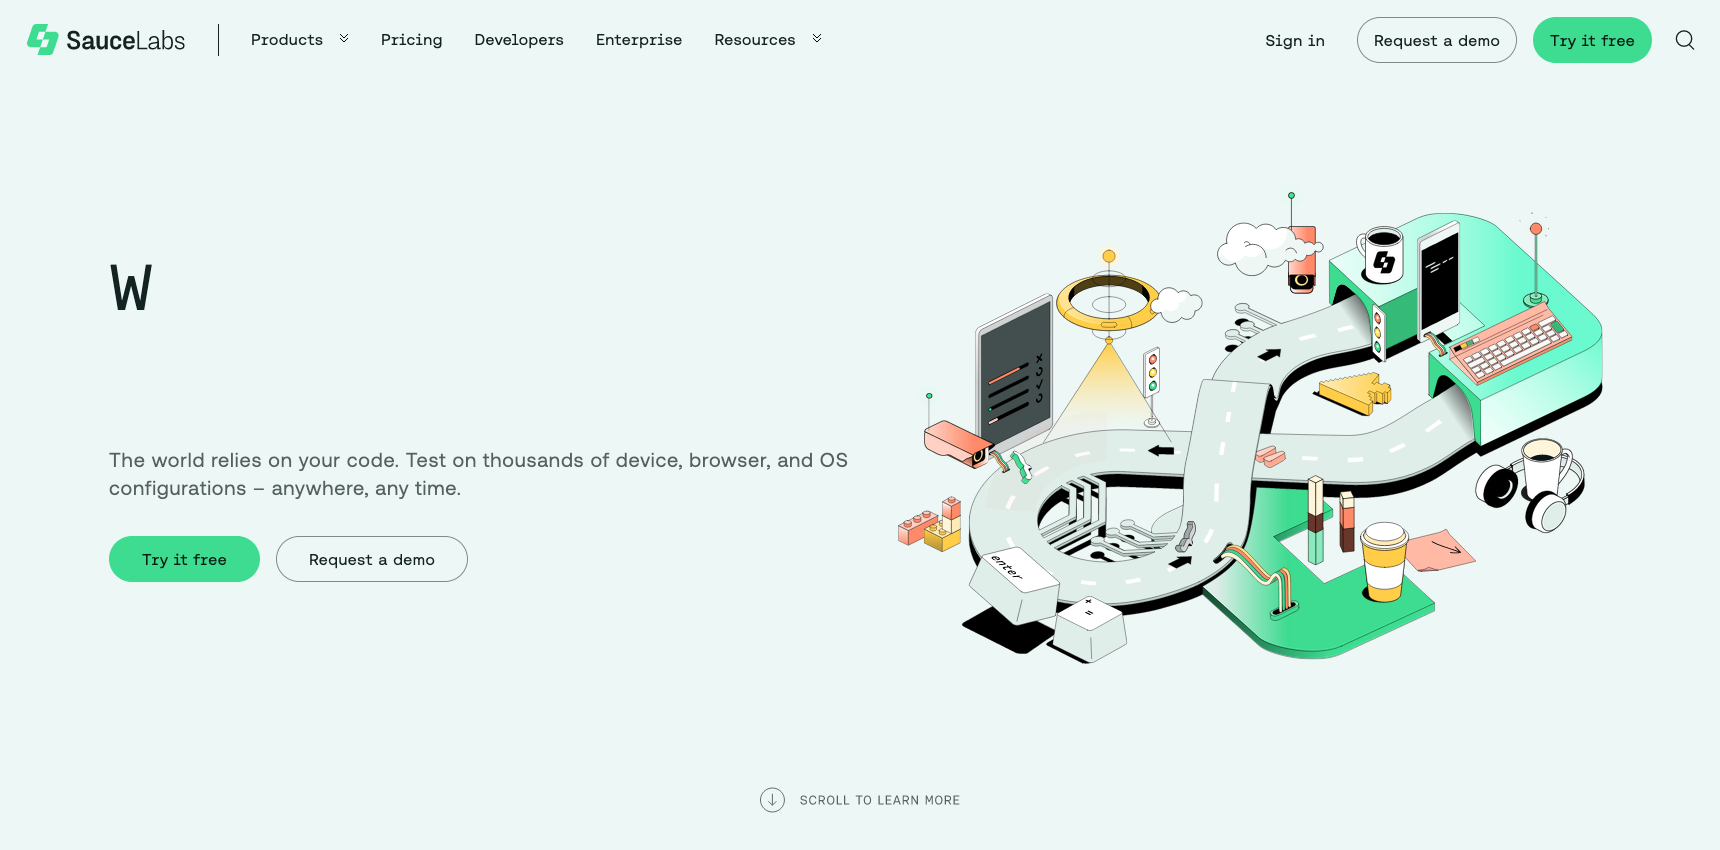 SauceLabs
Products
Pricing
Developers
Enterprise
Resources
Sign in
Request a demo
Try it free
W
The world relies on your code. Test on thousands of device, browser, and OS
configurations – anywhere, any time.
Try it free
Request a demo
enter
+
=
SCROLL TO LEARN MORE